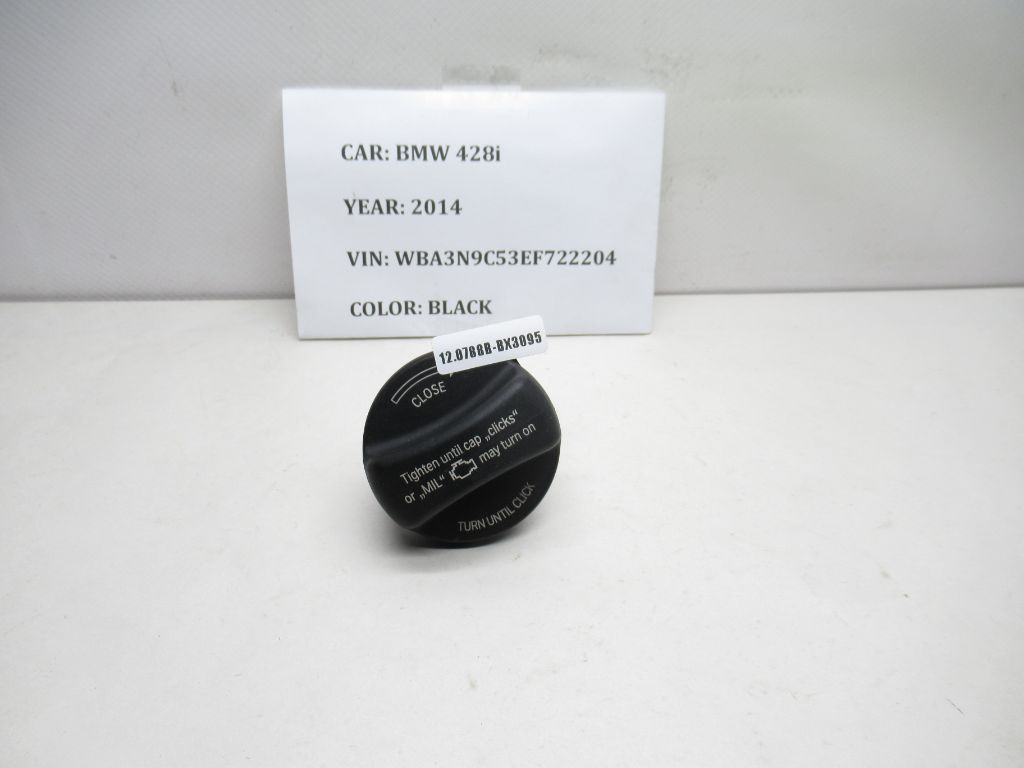 CAR: BMW 428i
YEAR: 2014
VIN: WBA3N9C53EF722204
COLOR: BLACK
12.0788B-BX3095
CLOSE
Tighten until cap „clicks“
or „MIL“ may turn on
TURN UNTIL CLICK